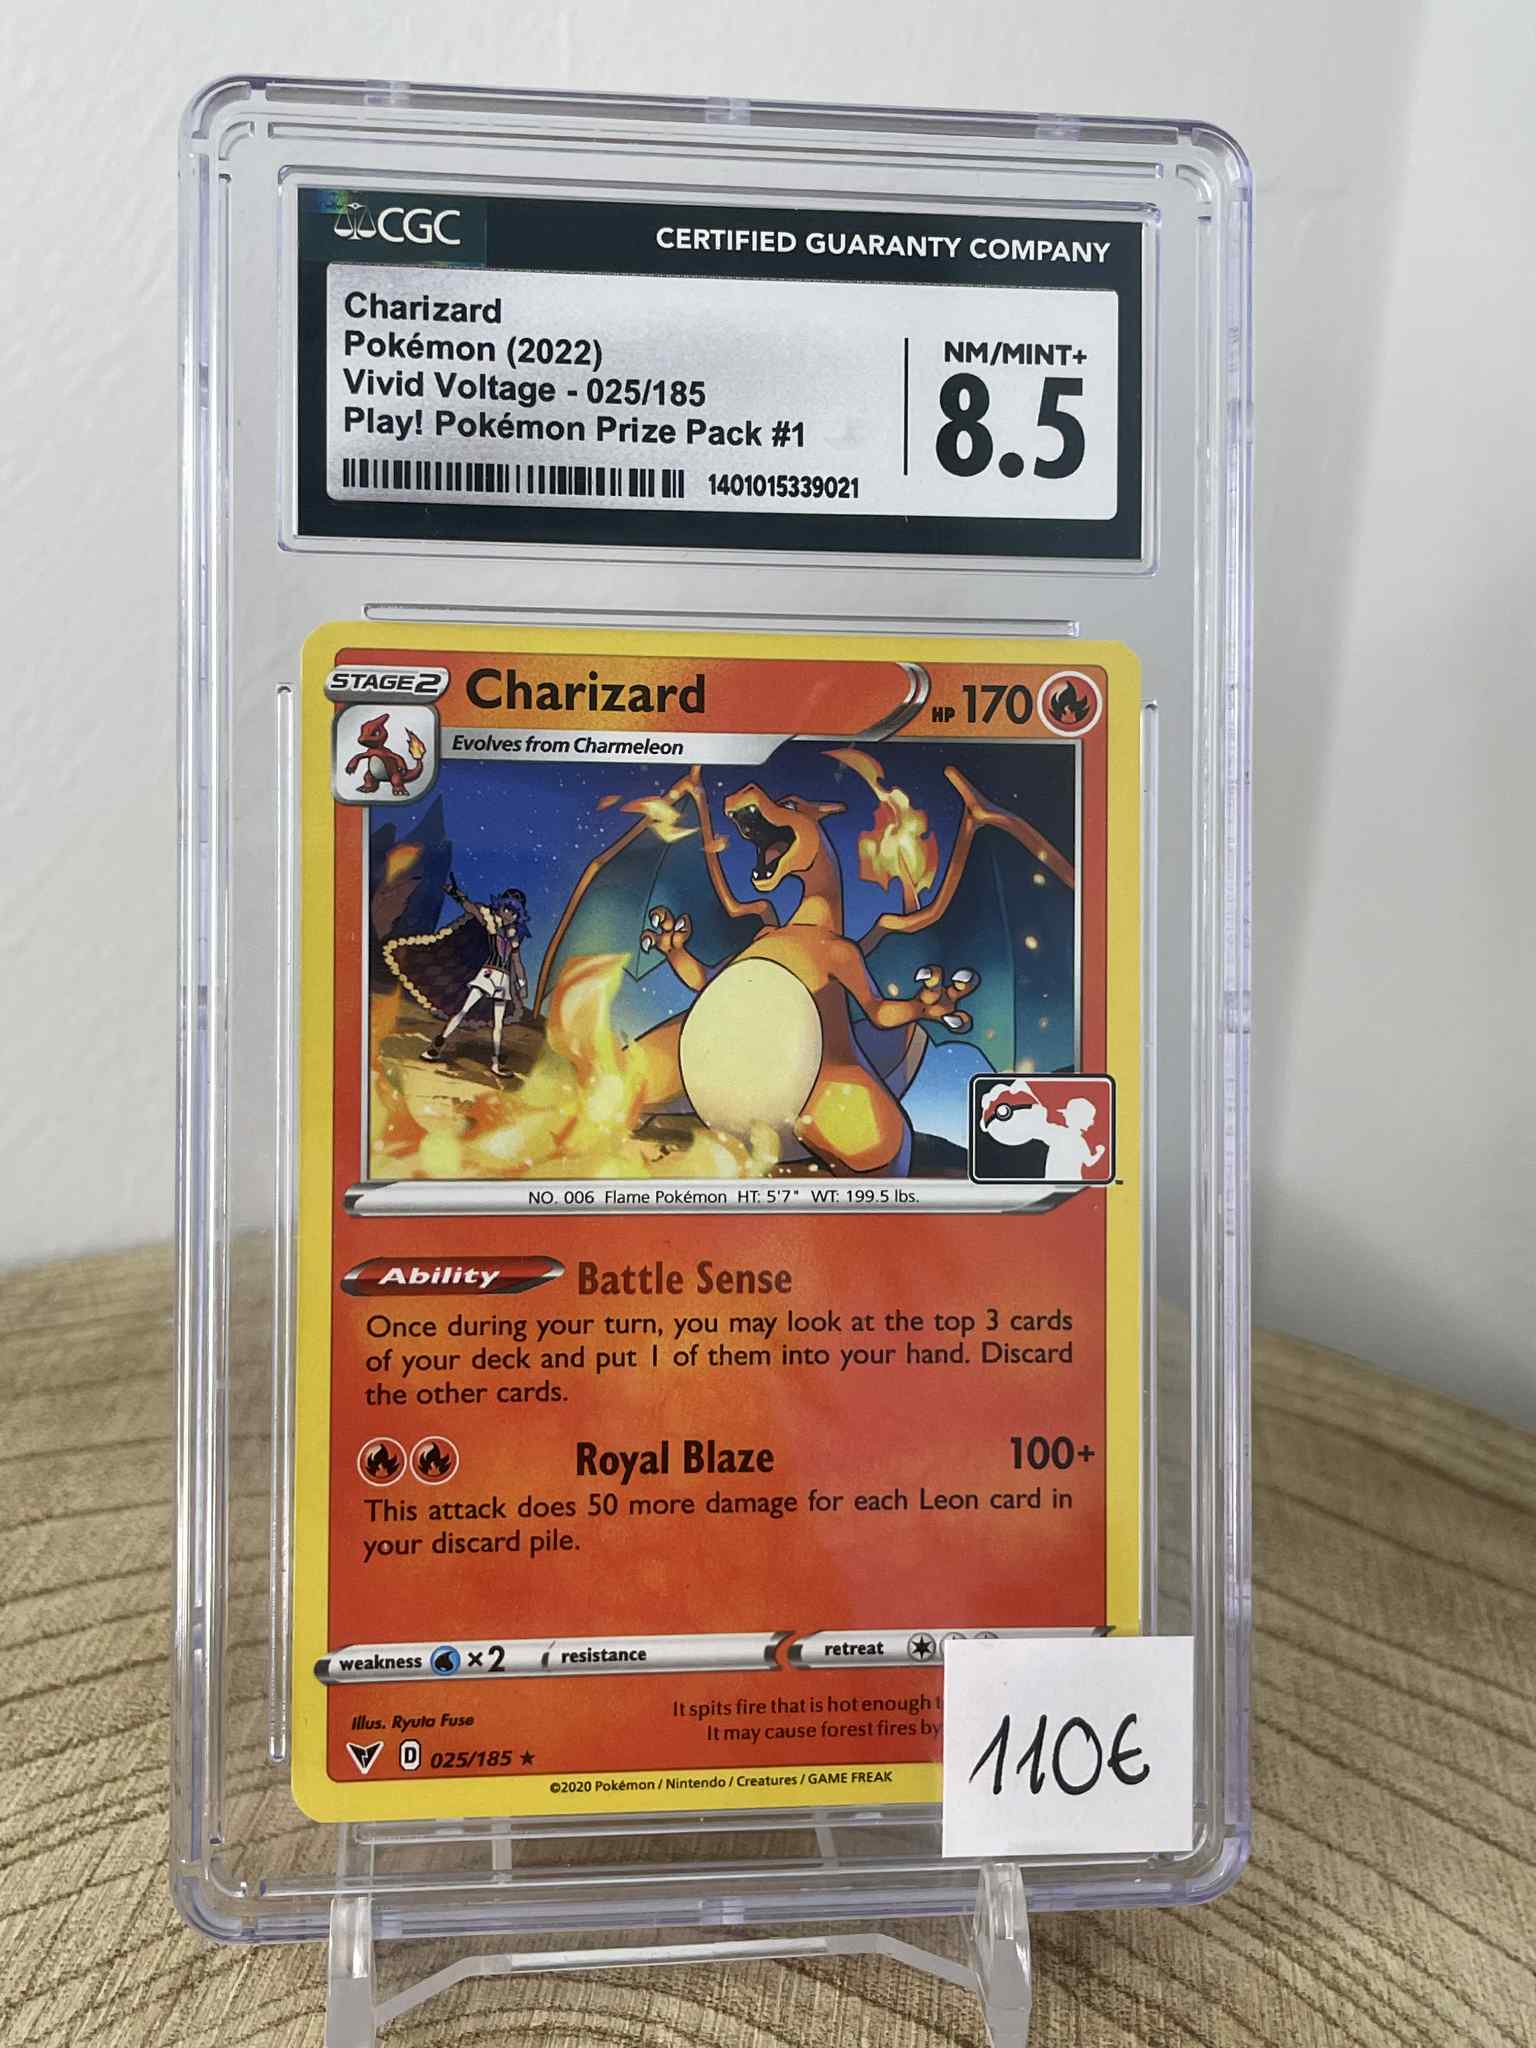 CGC
CERTIFIED GUARANTY COMPANY
Charizard
Pokémon (2022)
Vivid Voltage - 025/185
Play! Pokémon Prize Pack #1
1401015339021
NM/MINT+
8.5
STAGE 2
Charizard
HP 170
Evolves from Charmeleon
NO. 006 Flame Pokémon HT: 5'7" WT: 199.5 lbs.
Ability Battle Sense
Once during your turn, you may look at the top 3 cards
of your deck and put 1 of them into your hand. Discard
the other cards.
Royal Blaze 100+
This attack does 50 more damage for each Leon card in
your discard pile.
weakness ×2 resistance retreat
It spits fire that is hot enough
It may cause forest fires by
Illus. Ryuta Fuse
D 025/185 ★
©2020 Pokémon / Nintendo / Creatures / GAME FREAK
110€